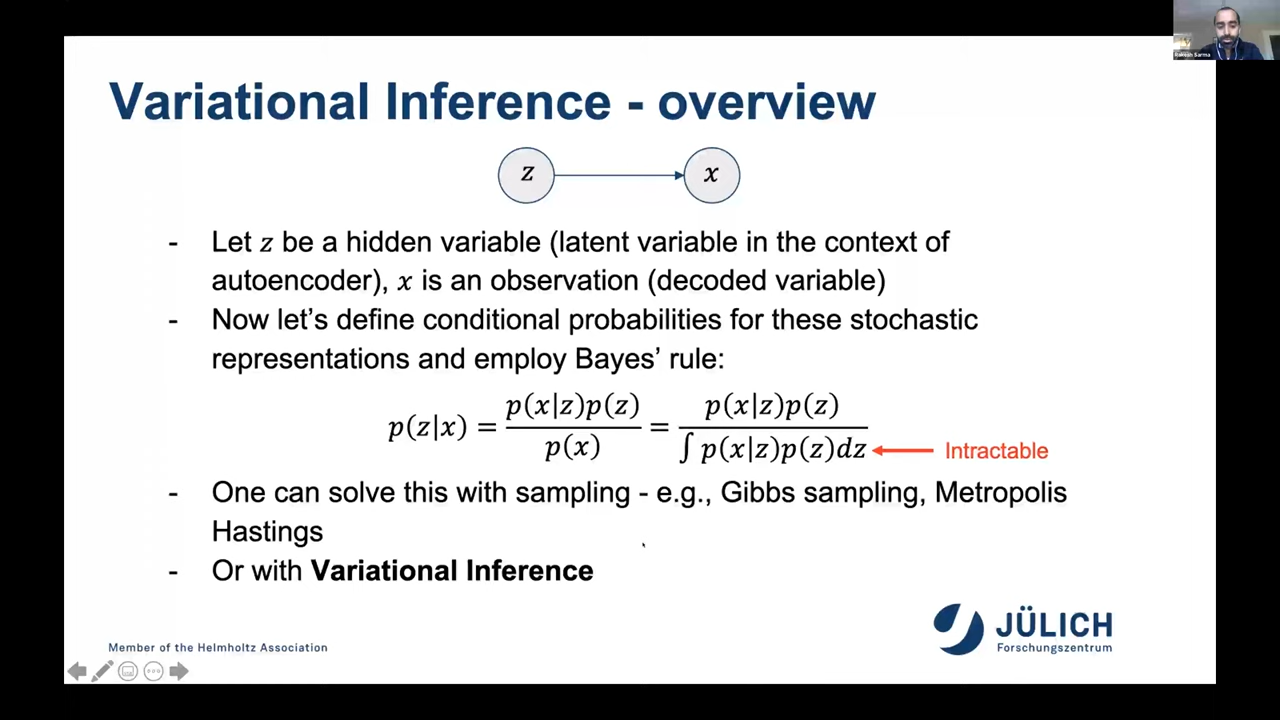 Rakesh Sarma
Variational Inference - overview
z
x
- Let z be a hidden variable (latent variable in the context of
autoencoder), x is an observation (decoded variable)
- Now let's define conditional probabilities for these stochastic
representations and employ Bayes' rule:
p(z|x) = p(x|z)p(z) / p(x) = p(x|z)p(z) / ∫ p(x|z)p(z)dz
Intractable
- One can solve this with sampling - e.g., Gibbs sampling, Metropolis
Hastings
- Or with Variational Inference
Member of the Helmholtz Association
JÜLICH
Forschungszentrum